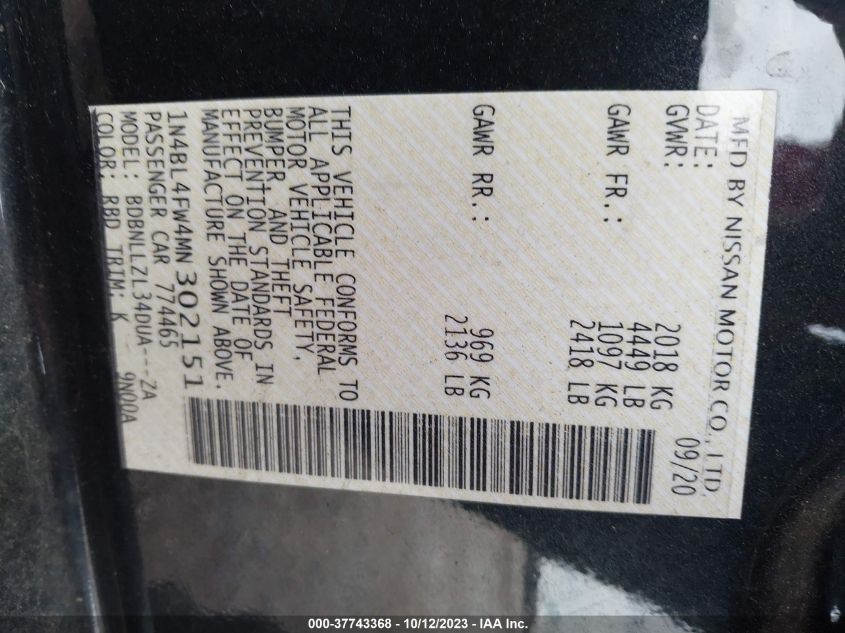 MFD BY NISSAN MOTOR CO., LTD.
DATE: 09/20
GVWR: 2018 KG
4449 LB
GAWR FR.: 1097 KG
2418 LB
GAWR RR.: 969 KG
2136 LB
THIS VEHICLE CONFORMS TO
ALL APPLICABLE FEDERAL
MOTOR VEHICLE SAFETY,
BUMPER, AND THEFT
PREVENTION STANDARDS IN
EFFECT ON THE DATE OF
MANUFACTURE SHOWN ABOVE.
1N4BL4FW4MN302151
PASSENGER CAR 774465
MODEL: BDBNLLZL34DUA---ZA
COLOR: RBD TRIM: K 9N00A
000-37743368 - 10/12/2023 - IAA Inc.